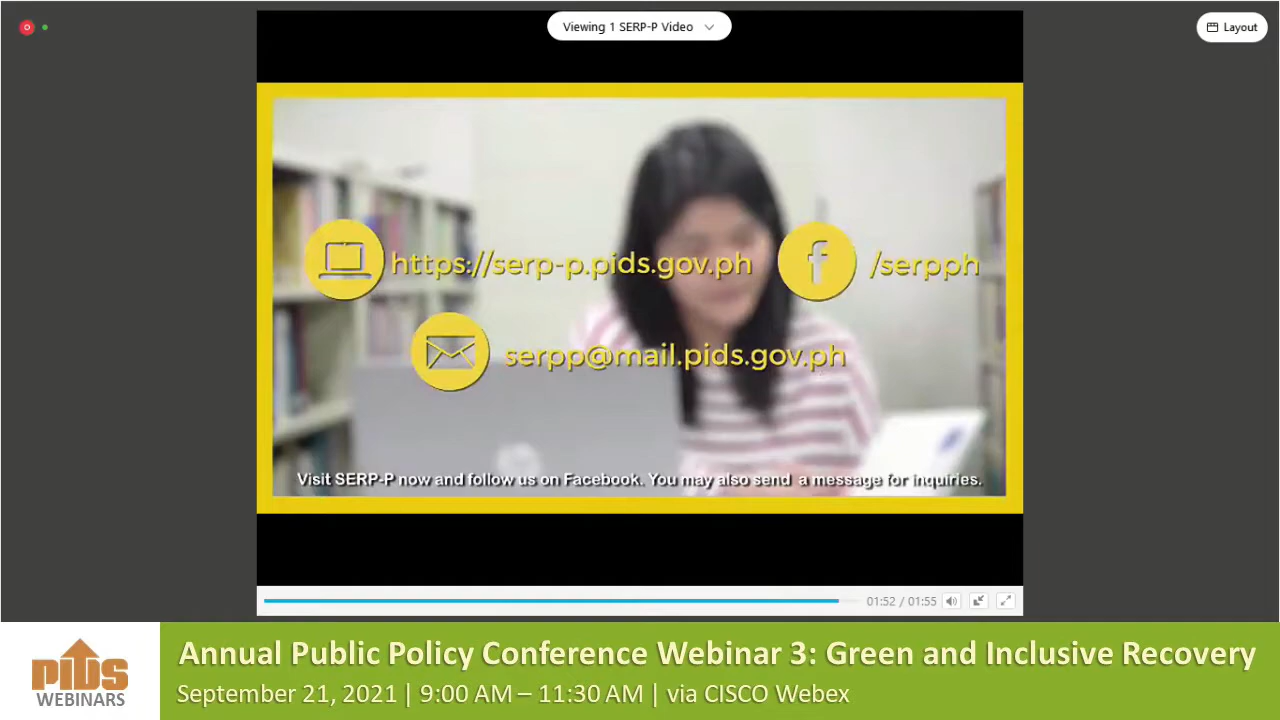 Viewing 1 SERP-P Video
Layout
https://serp-p.pids.gov.ph
/serpph
serpp@mail.pids.gov.ph
Visit SERP-P now and follow us on Facebook. You may also send a message for inquiries.
01:52 / 01:55
PIDS
WEBINARS
Annual Public Policy Conference Webinar 3: Green and Inclusive Recovery
September 21, 2021 | 9:00 AM – 11:30 AM | via CISCO Webex